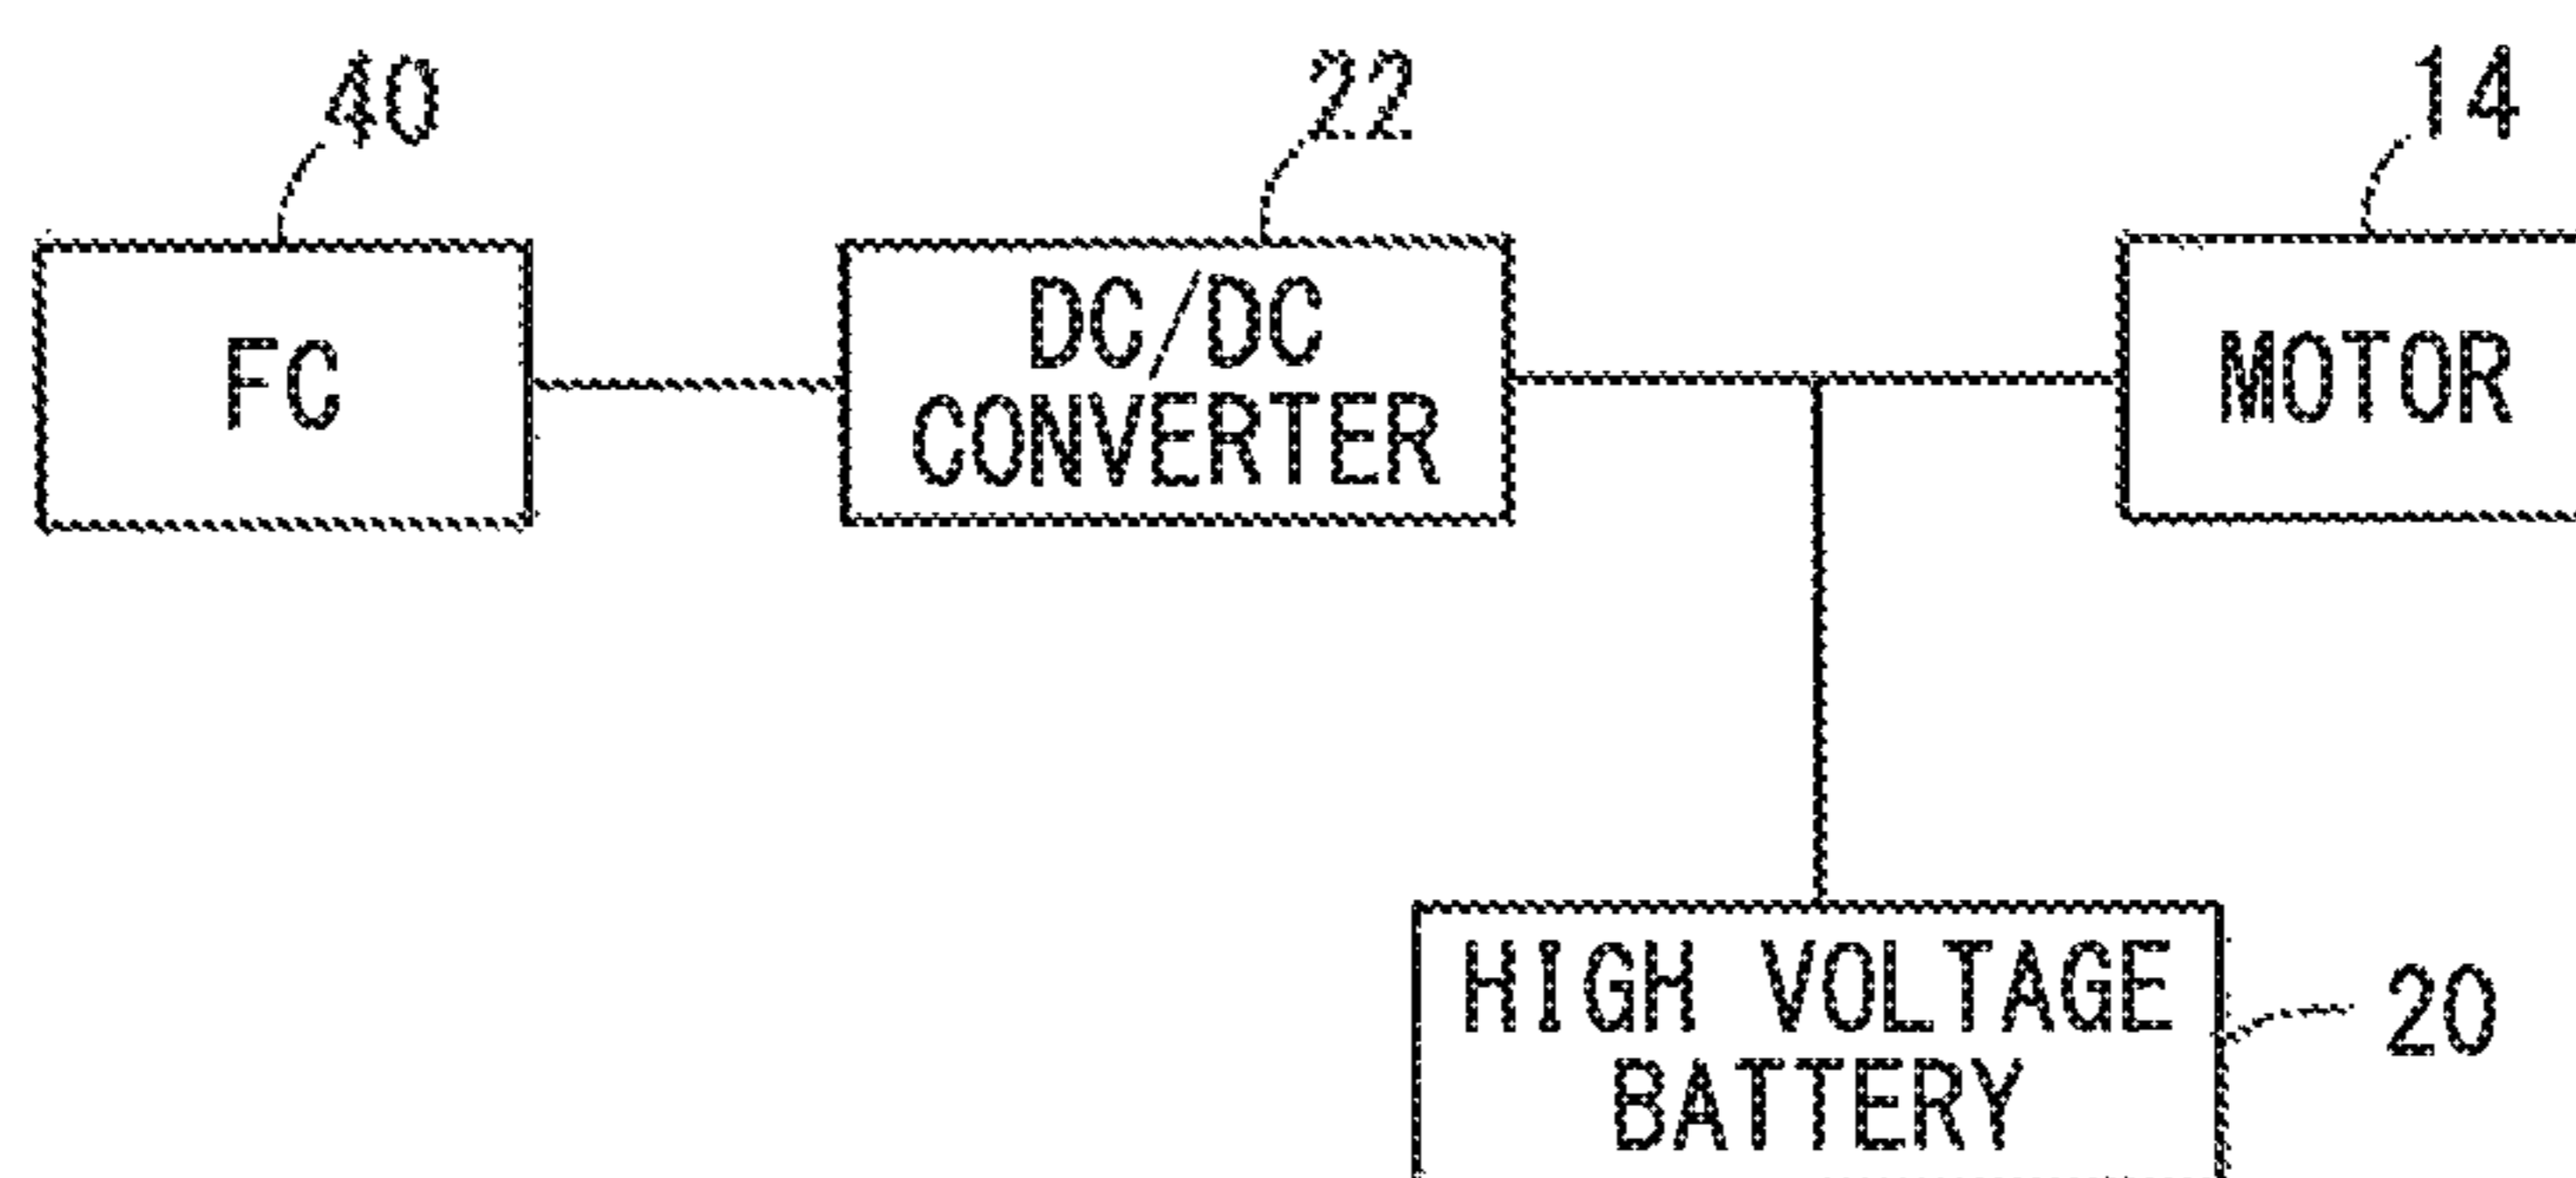 40
22
14
FC
DC/DC
CONVERTER
MOTOR
HIGH VOLTAGE
BATTERY
20